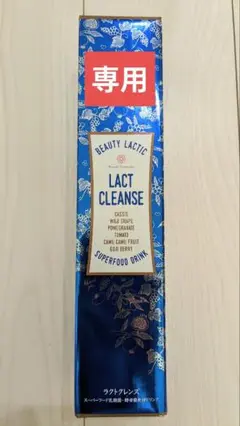 専用
BEAUTY LACTIC
LACT
CLEANSE
CASSIS
WILD GRAPE
POMEGRANATE
TOMATO
CAMU CAMU FRUIT
GOJI BERRY
SUPERFOOD DRINK
ラクトクレンズ